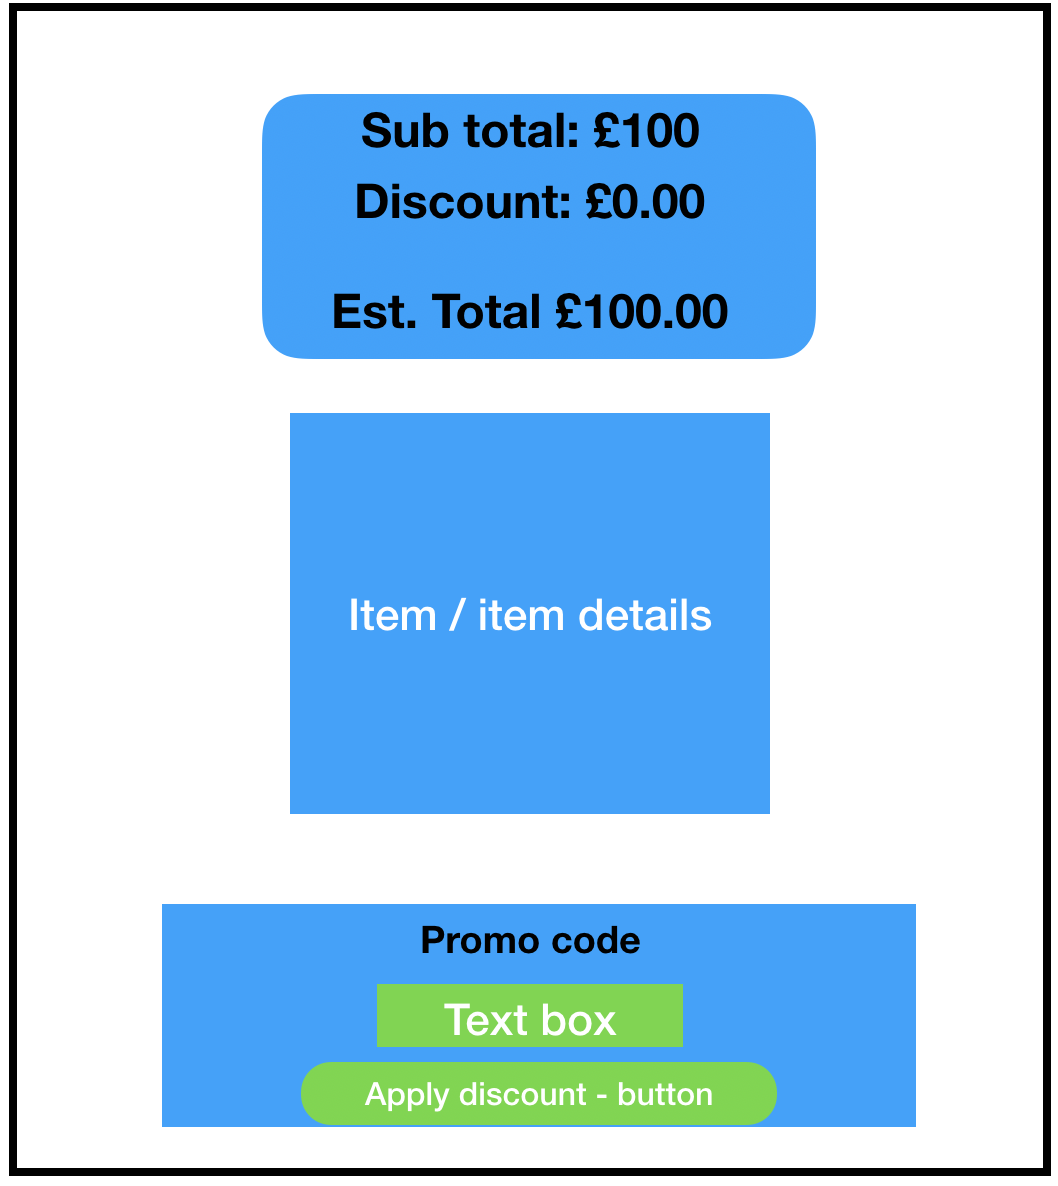 Sub total: £100
Discount: £0.00
Est. Total £100.00
Item / item details
Promo code
Text box
Apply discount - button